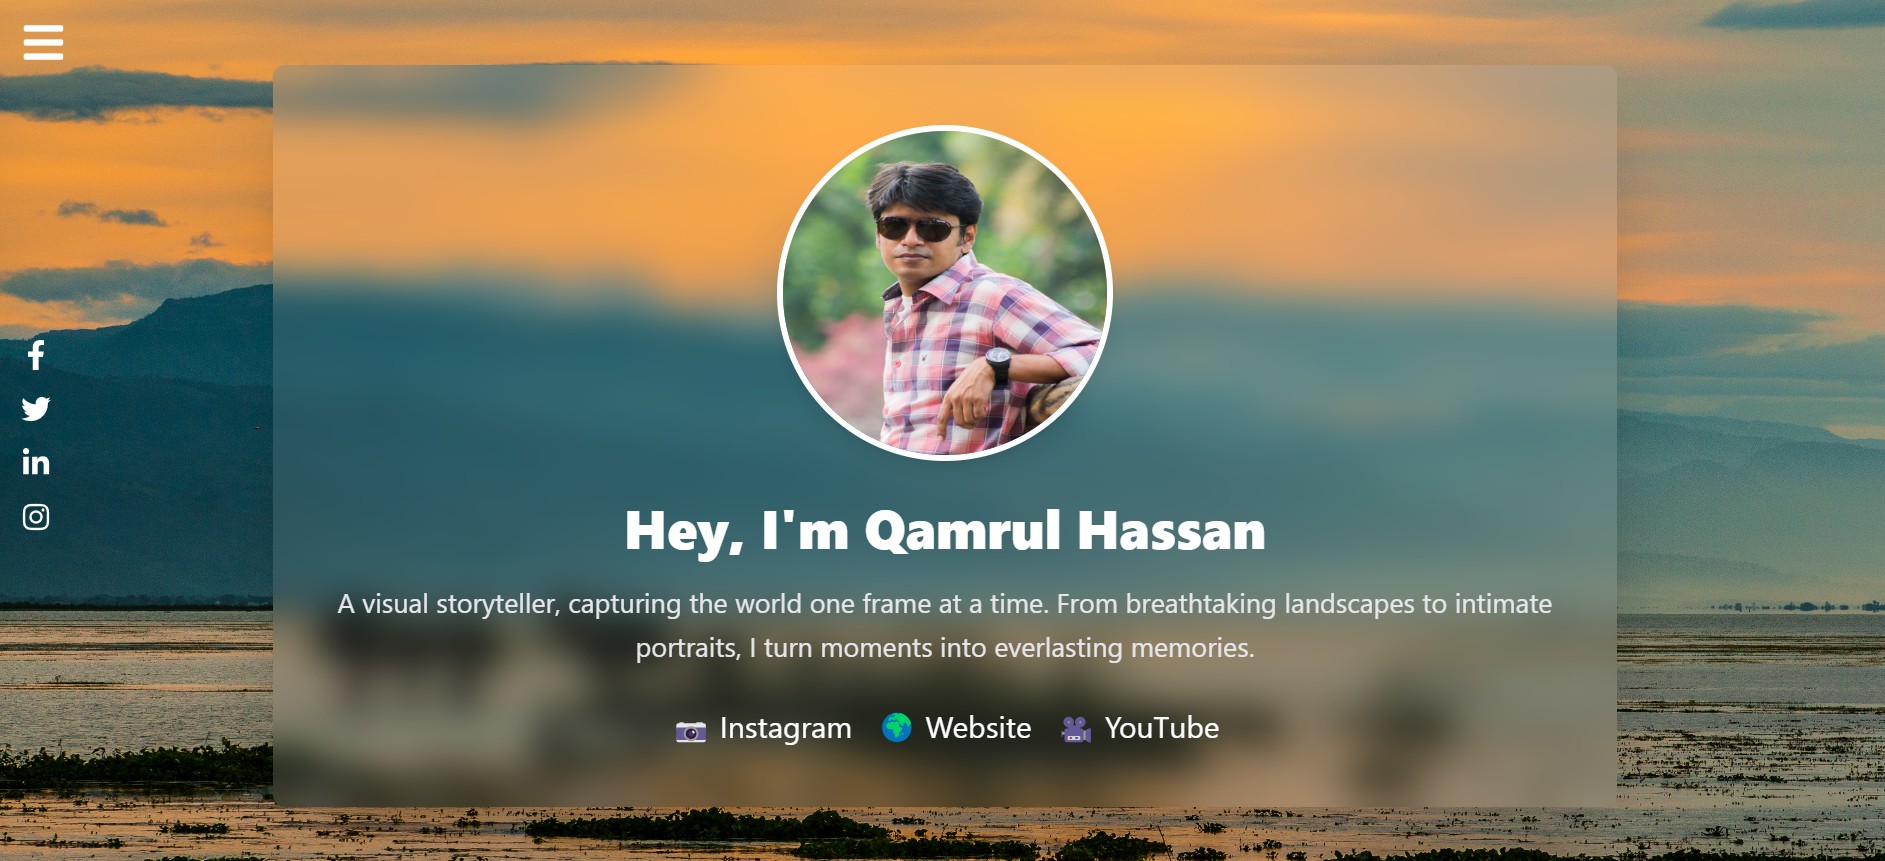 Hey, I'm Qamrul Hassan
A visual storyteller, capturing the world one frame at a time. From breathtaking landscapes to intimate
portraits, I turn moments into everlasting memories.
Instagram Website YouTube